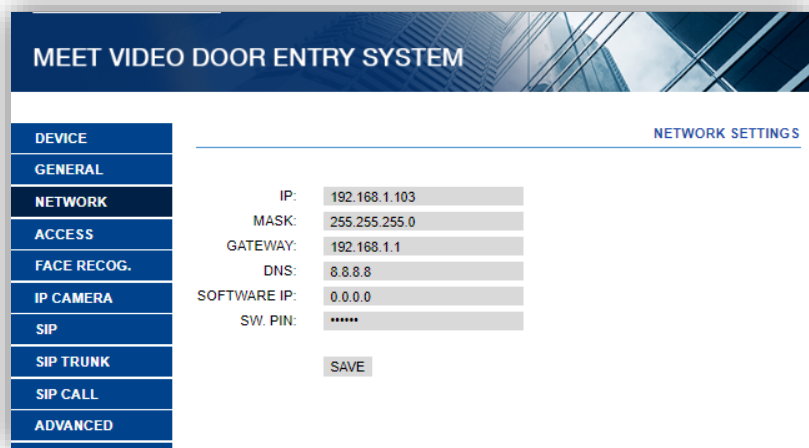 MEET VIDEO DOOR ENTRY SYSTEM
NETWORK SETTINGS
DEVICE
GENERAL
NETWORK
ACCESS
FACE RECOG.
IP CAMERA
SIP
SIP TRUNK
SIP CALL
ADVANCED
IP: 192.168.1.103
MASK: 255.255.255.0
GATEWAY: 192.168.1.1
DNS: 8.8.8.8
SOFTWARE IP: 0.0.0.0
SW. PIN: ••••••
SAVE